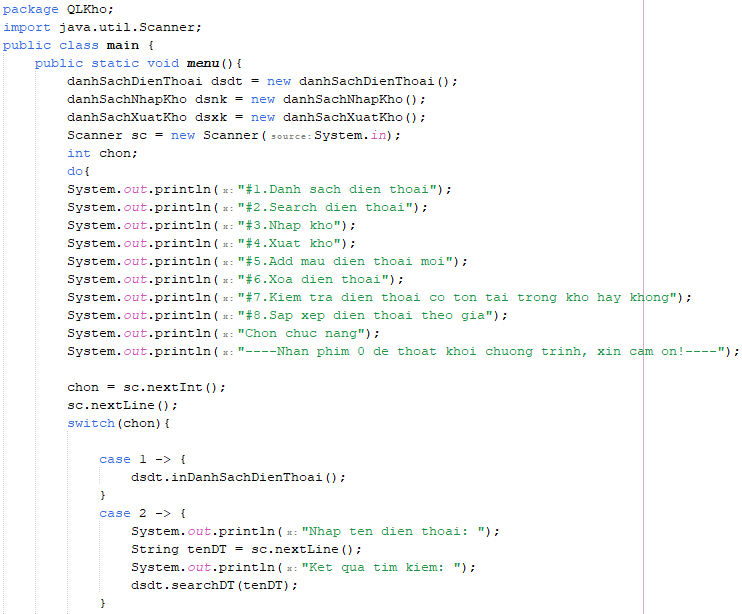 package QLKho;
import java.util.Scanner;
public class main {
public static void menu(){
danhSachDienThoai dsdt = new danhSachDienThoai();
danhSachNhapKho dsnk = new danhSachNhapKho();
danhSachXuatKho dsxk = new danhSachXuatKho();
Scanner sc = new Scanner(source:System.in);
int chon;
do{
System.out.println(x:"#1.Danh sach dien thoai");
System.out.println(x:"#2.Search dien thoai");
System.out.println(x:"#3.Nhap kho");
System.out.println(x:"#4.Xuat kho");
System.out.println(x:"#5.Add mau dien thoai moi");
System.out.println(x:"#6.Xoa dien thoai");
System.out.println(x:"#7.Kiem tra dien thoai co ton tai trong kho hay khong");
System.out.println(x:"#8.Sap xep dien thoai theo gia");
System.out.println(x:"Chon chuc nang");
System.out.println(x:"----Nhan phim 0 de thoat khoi chuong trinh, xin cam on!----");
chon = sc.nextInt();
sc.nextLine();
switch(chon){
case 1 -> {
dsdt.inDanhSachDienThoai();
}
case 2 -> {
System.out.println(x:"Nhap ten dien thoai: ");
String tenDT = sc.nextLine();
System.out.println(x:"Ket qua tim kiem: ");
dsdt.searchDT(tenDT);
}